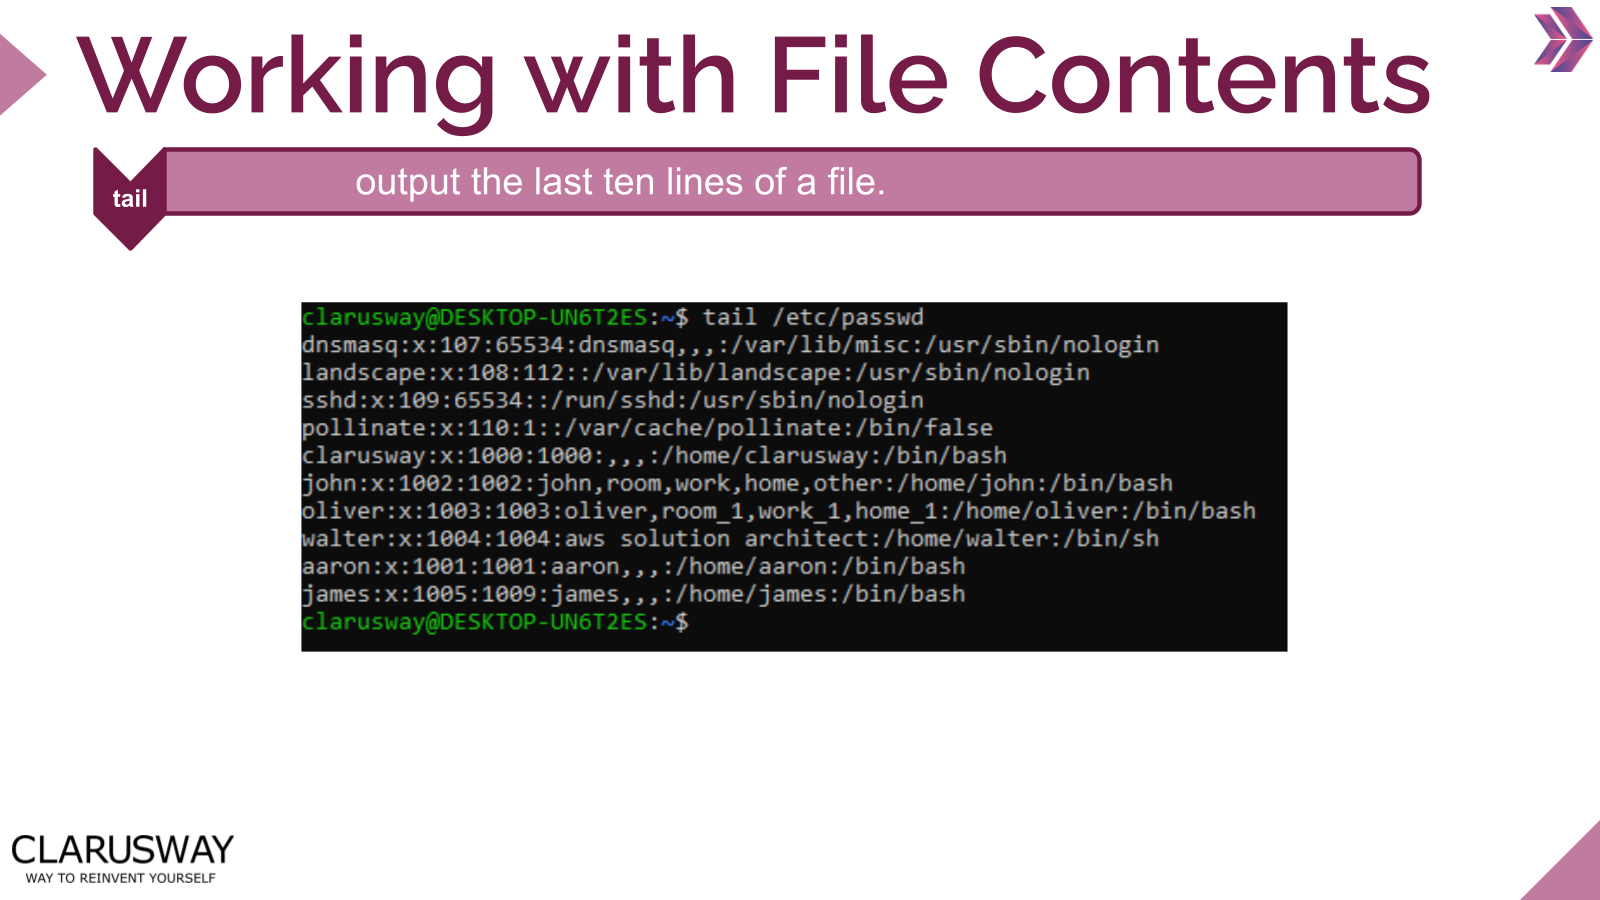 Working with File Contents
tail
output the last ten lines of a file.
clarusway@DESKTOP-UN6T2ES:~$ tail /etc/passwd
dnsmasq:x:107:65534:dnsmasq,,,:/var/lib/misc:/usr/sbin/nologin
landscape:x:108:112::/var/lib/landscape:/usr/sbin/nologin
sshd:x:109:65534::/run/sshd:/usr/sbin/nologin
pollinate:x:110:1::/var/cache/pollinate:/bin/false
clarusway:x:1000:1000:,,,:/home/clarusway:/bin/bash
john:x:1002:1002:john,room,work,home,other:/home/john:/bin/bash
oliver:x:1003:1003:oliver,room_1,work_1,home_1:/home/oliver:/bin/bash
walter:x:1004:1004:aws solution architect:/home/walter:/bin/sh
aaron:x:1001:1001:aaron,,,:/home/aaron:/bin/bash
james:x:1005:1009:james,,,:/home/james:/bin/bash
clarusway@DESKTOP-UN6T2ES:~$
CLARUSWAY
WAY TO REINVENT YOURSELF